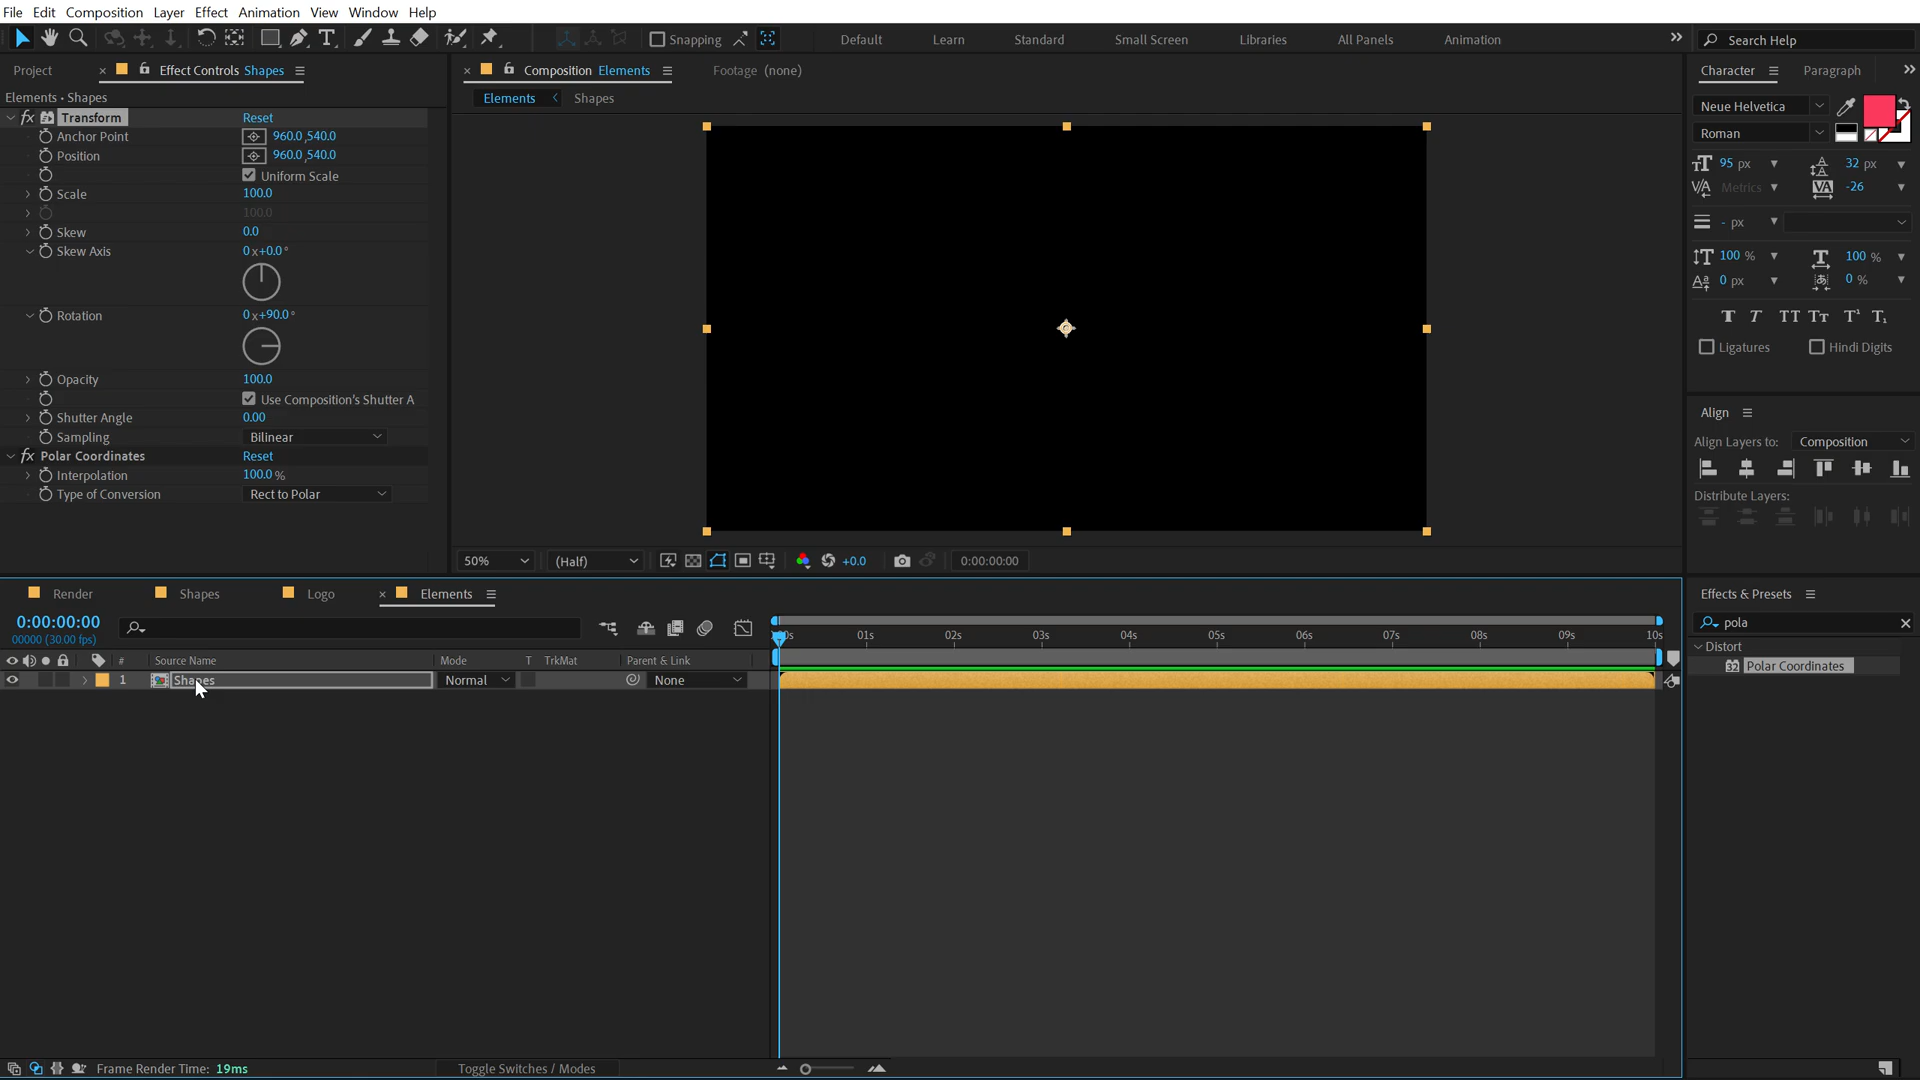 File Edit Composition Layer Effect Animation View Window Help
Snapping Default Learn Standard Small Screen Libraries All Panels Animation Search Help
Project Effect Controls Shapes Composition Elements Footage (none) Character Paragraph
Elements • Shapes Elements Shapes
Transform Reset
Anchor Point 960.0,540.0
Position 960.0,540.0
Uniform Scale
Scale 100.0
100.0
Skew 0.0
Skew Axis 0x+0.0°
Rotation 0x+90.0°
Opacity 100.0
Use Composition's Shutter A
Shutter Angle 0.00
Sampling Bilinear
Polar Coordinates Reset
Interpolation 100.0 %
Type of Conversion Rect to Polar
50% (Half) +0.0 0:00:00:00
Neue Helvetica
Roman
95 px 32 px
Metrics -26
- px
100 % 100 %
0 px 0 %
T T TT Tt T¹ T₁
Ligatures Hindi Digits
Align
Align Layers to: Composition
Distribute Layers:
Render Shapes Logo Elements
0:00:00:00
00000 (30.00 fps)
01s 02s 03s 04s 05s 06s 07s 08s 09s 10s
# Source Name Mode T TrkMat Parent & Link
1 Shapes Normal None
Effects & Presets
pola
Distort
Polar Coordinates
Frame Render Time: 19ms Toggle Switches / Modes